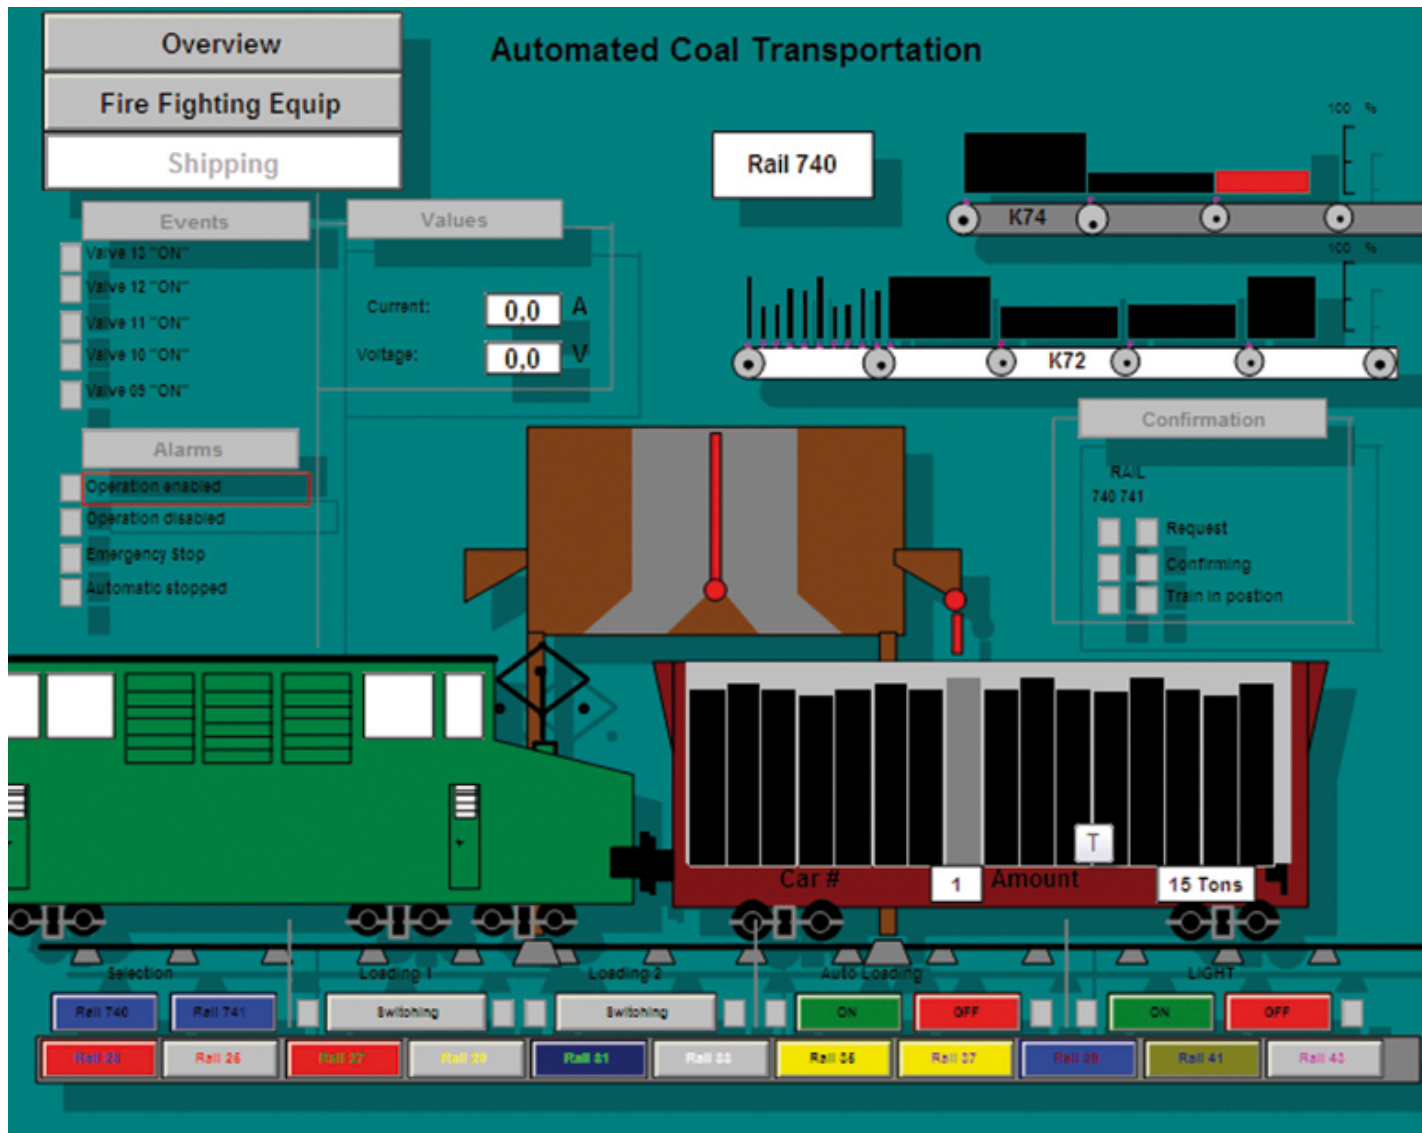 Overview
Automated Coal Transportation
Fire Fighting Equip
Shipping
100 %
Rail 740
Events
Values
K74
Valve 13 "ON"
100 %
Valve 12 "ON"
Current: 0,0 A
Valve 11 "ON"
Valve 10 "ON"
Voltage: 0,0 V
K72
Valve 09 "ON"
Confirmation
Alarms
RAIL
Operation enabled
740 741
Operation disabled
Request
Emergency Stop
Confirming
Automatic stopped
Train in postion
T
Car # 1 Amount 15 Tons
Selection Loading 1 Loading 2 Auto Loading LIGHT
Rail 740 Rail 741 Switching Switching ON OFF ON OFF
Rail 25 Rail 26 Rail 27 Rail 29 Rail 31 Rail 33 Rail 35 Rail 37 Rail 39 Rail 41 Rail 43